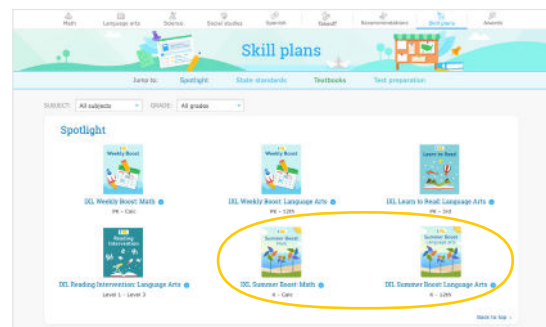 Math Language arts Science Social studies Spanish Takeoff Recommendations Skill plans Awards
Skill plans
Jump to: Spotlight State standards Textbooks Test preparation
SUBJECT: All subjects GRADE: All grades
Spotlight
Weekly Boost Weekly Boost Learn to Read
IXL Weekly Boost: Math IXL Weekly Boost: Language Arts IXL Learn to Read: Language Arts
PK - Calc PK - 12th PK - 3rd
Reading Intervention Summer Boost Math Summer Boost Language arts
IXL Reading Intervention: Language Arts IXL Summer Boost: Math IXL Summer Boost: Language Arts
Level 1 - Level 3 K - Calc K - 12th
Back to top